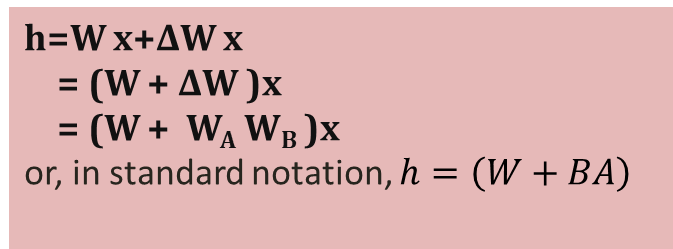 h=W x+ΔW x
= (W + ΔW )x
= (W + W_A W_B )x
or, in standard notation, h = (W + BA)